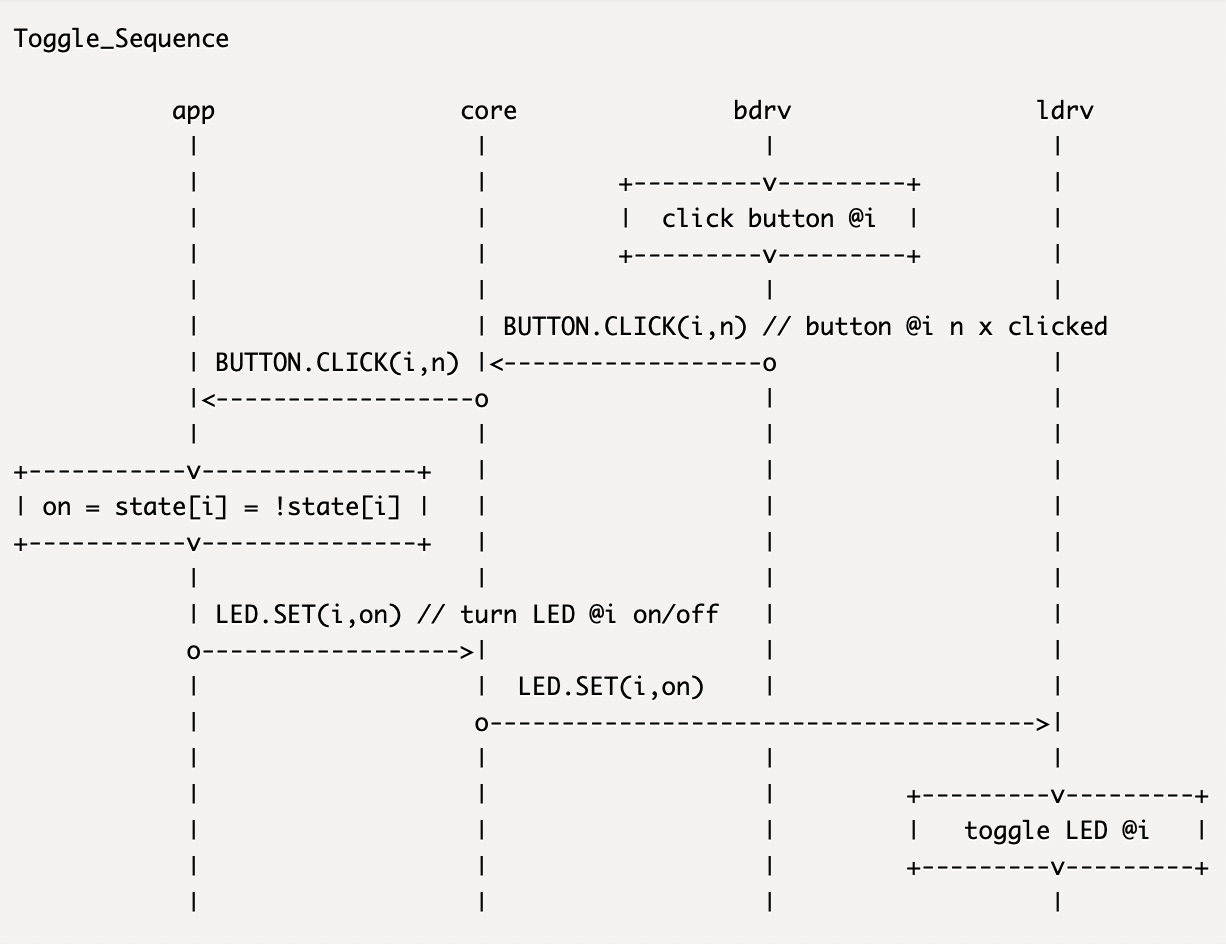 Toggle_Sequence
app core bdrv ldrv
| | | |
| | +---------v---------+ |
| | | click button @i | |
| | +---------v---------+ |
| | | |
| | BUTTON.CLICK(i,n) // button @i n x clicked
| BUTTON.CLICK(i,n) |<------------------o |
|<------------------o | |
| | | |
+-----------v---------------+ | | |
| on = state[i] = !state[i] | | | |
+-----------v---------------+ | | |
| | | |
| LED.SET(i,on) // turn LED @i on/off | |
o------------------>| | |
| | LED.SET(i,on) | |
| o-------------------------------------->|
| | | |
| | | +---------v---------+
| | | | toggle LED @i |
| | | +---------v---------+
| | | |